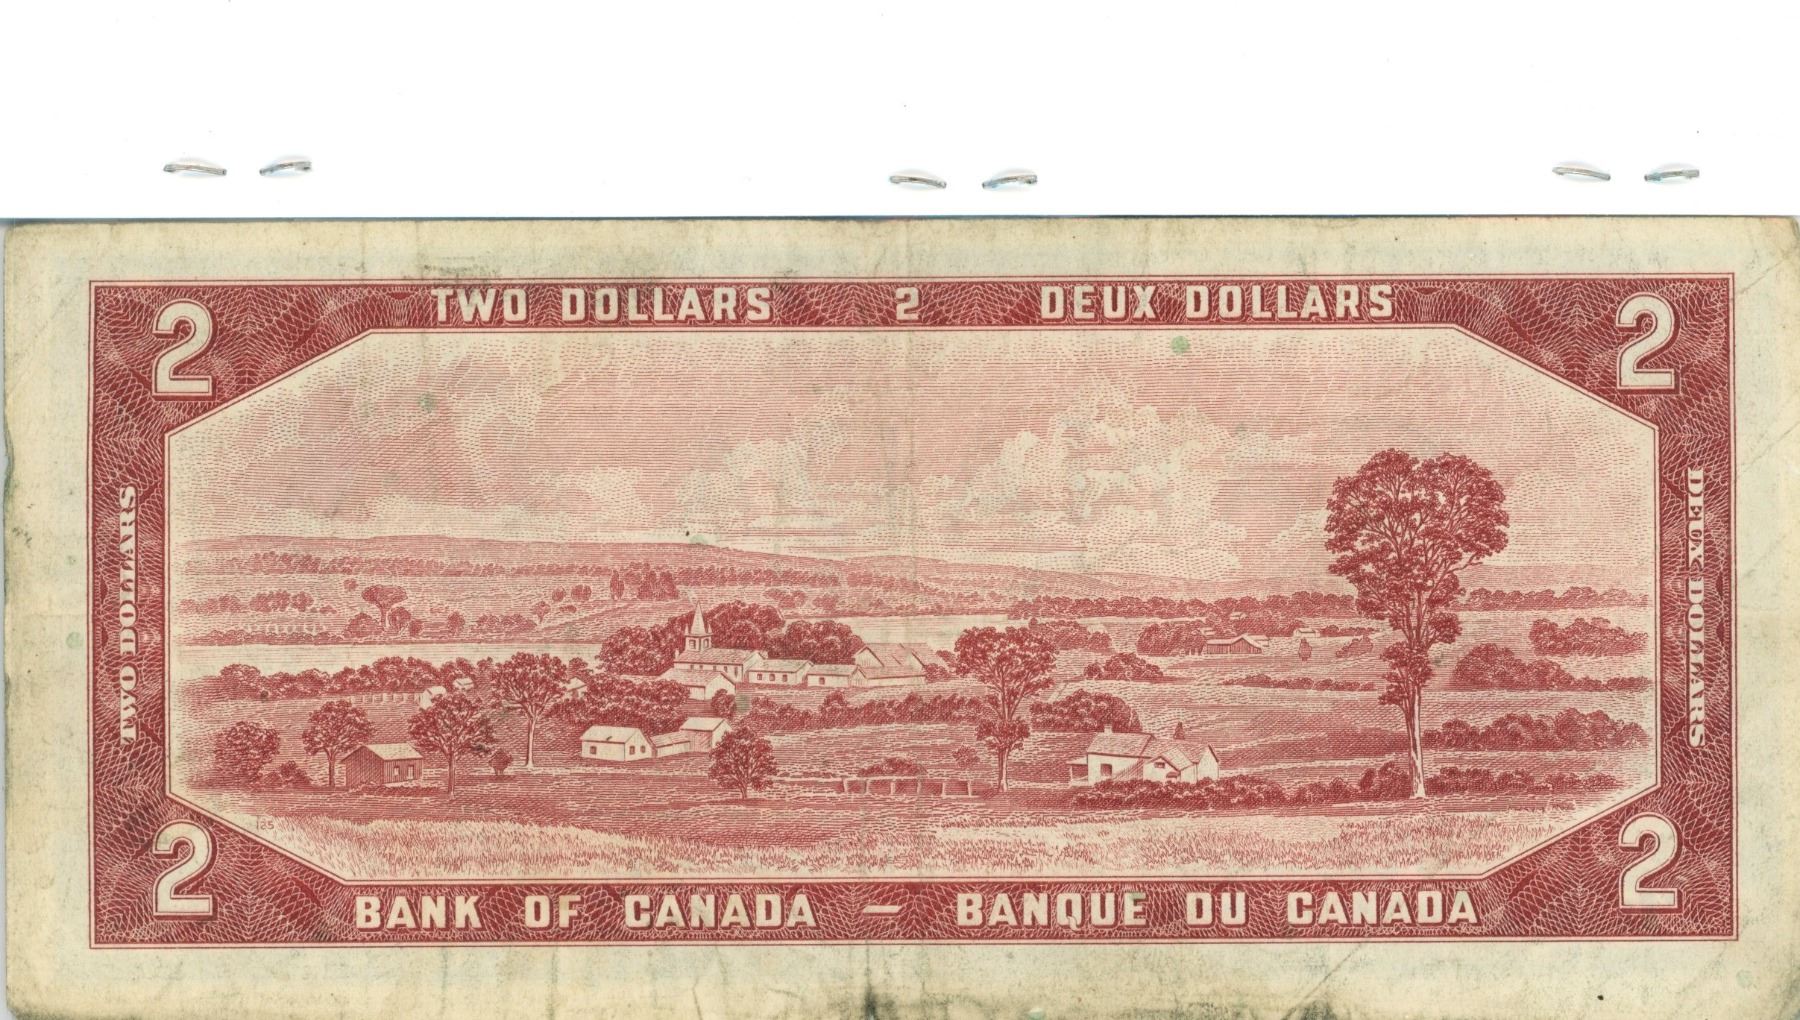 TWO DOLLARS 2 DEUX DOLLARS
2 2
TWO DOLLARS
DEUX DOLLARS
125
2 2
BANK OF CANADA — BANQUE DU CANADA